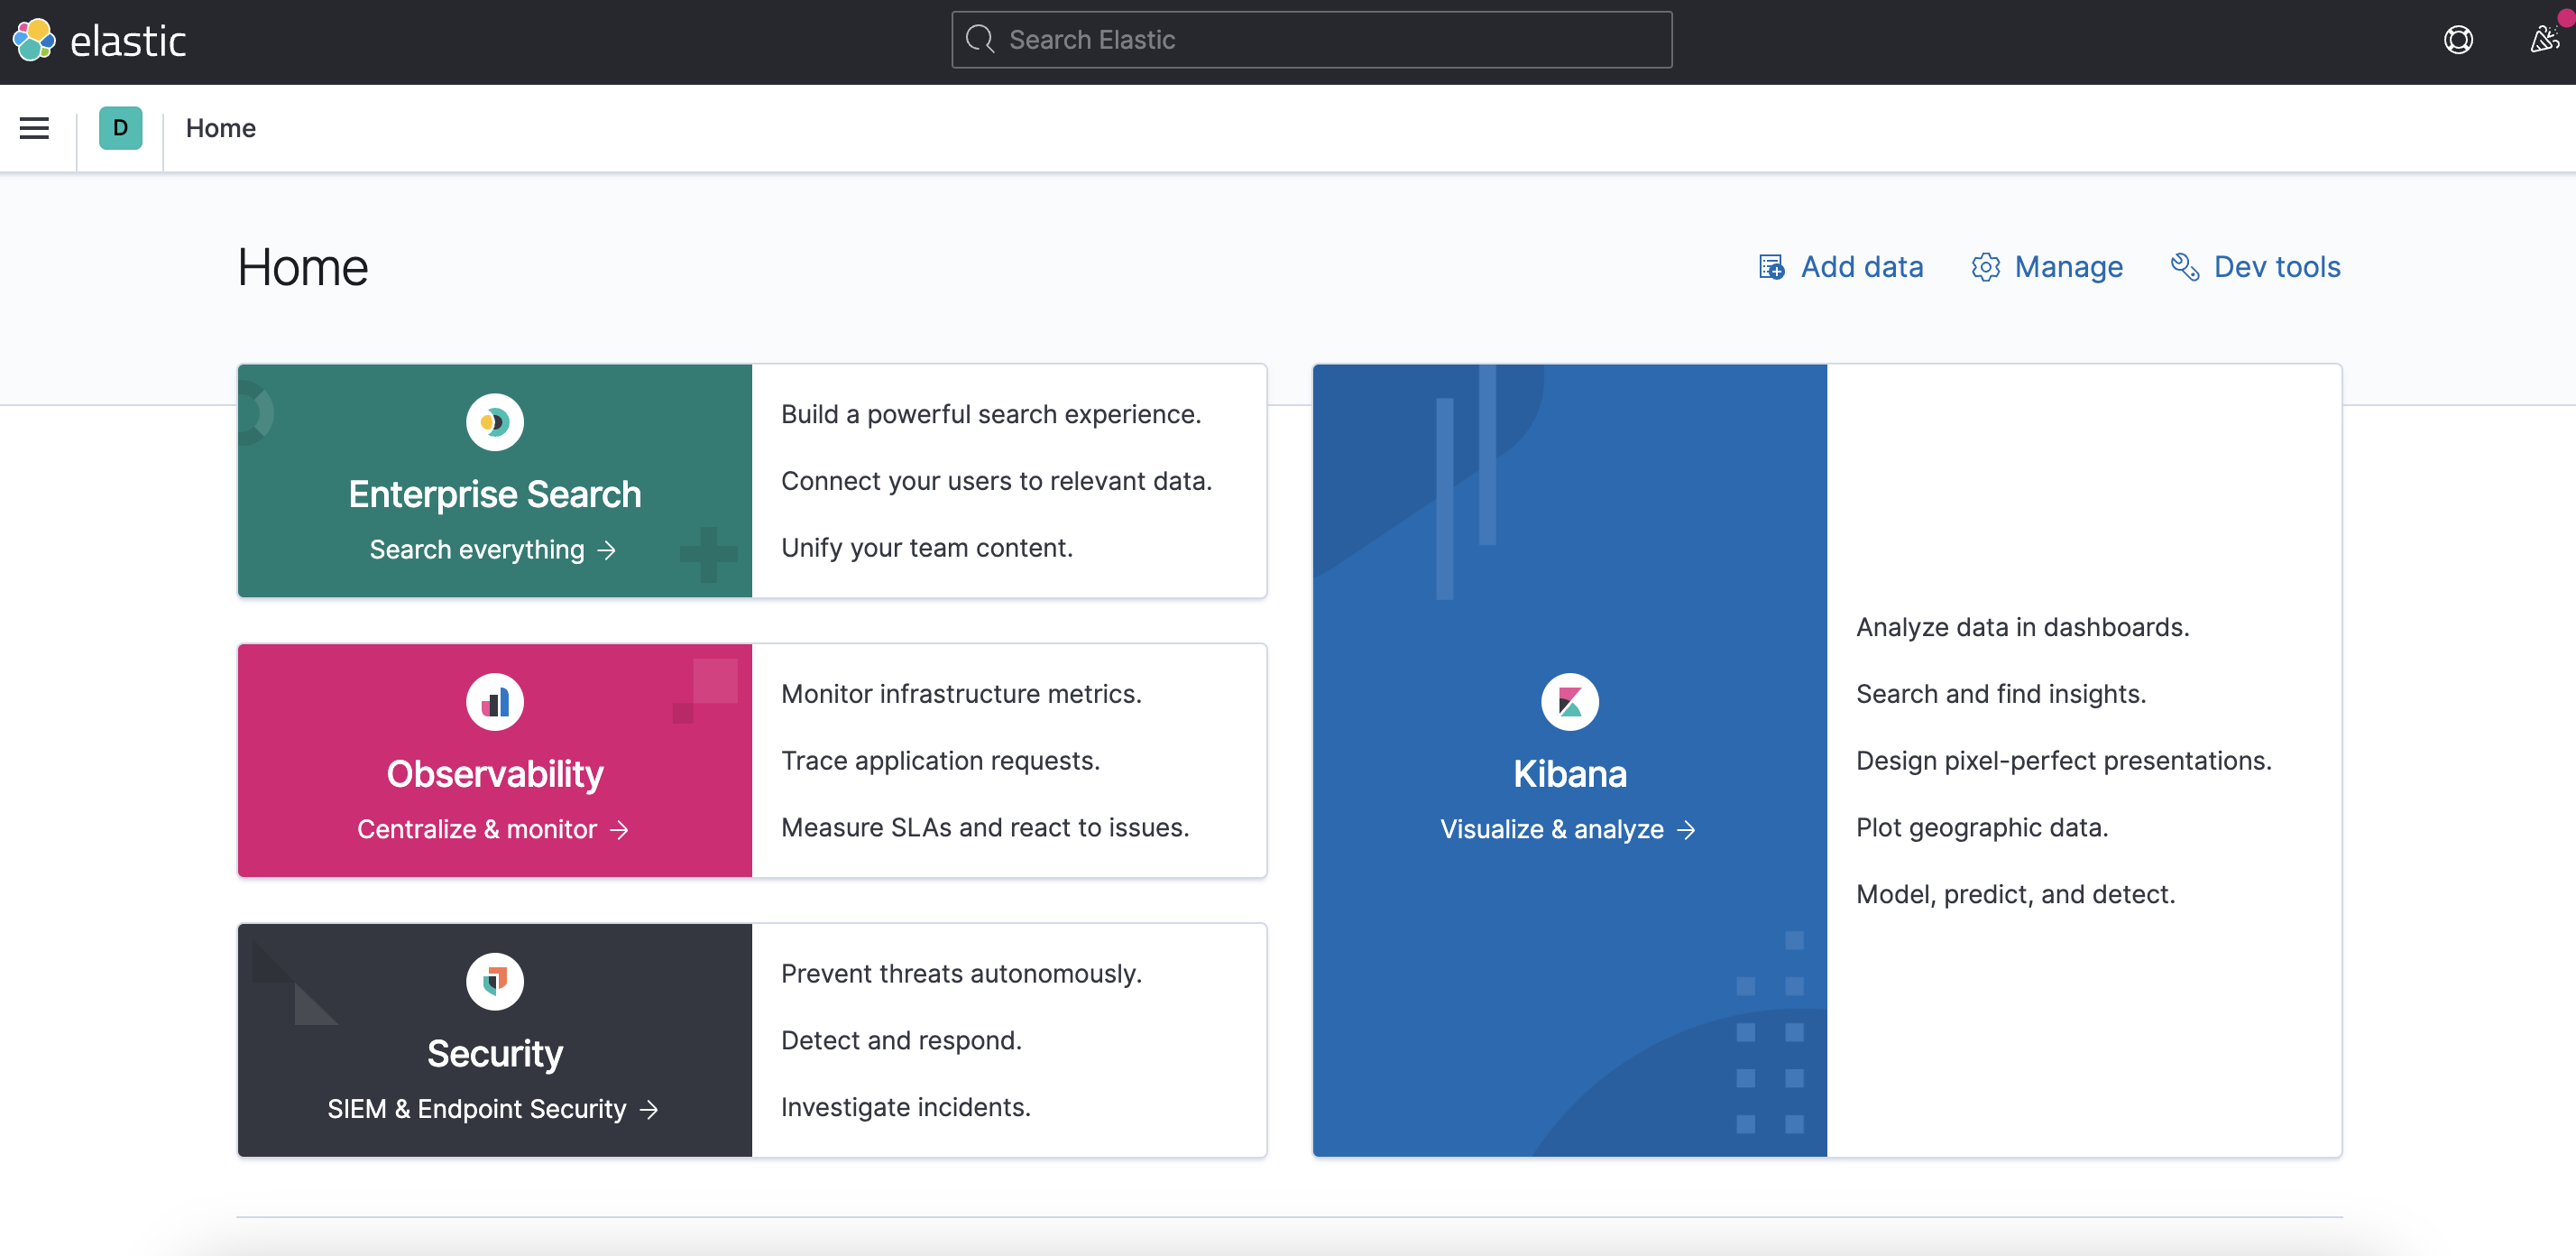 elastic
Search Elastic
D
Home
Home
Add data
Manage
Dev tools
Enterprise Search
Search everything →
Build a powerful search experience.
Connect your users to relevant data.
Unify your team content.
Observability
Centralize & monitor →
Monitor infrastructure metrics.
Trace application requests.
Measure SLAs and react to issues.
Security
SIEM & Endpoint Security →
Prevent threats autonomously.
Detect and respond.
Investigate incidents.
Kibana
Visualize & analyze →
Analyze data in dashboards.
Search and find insights.
Design pixel-perfect presentations.
Plot geographic data.
Model, predict, and detect.